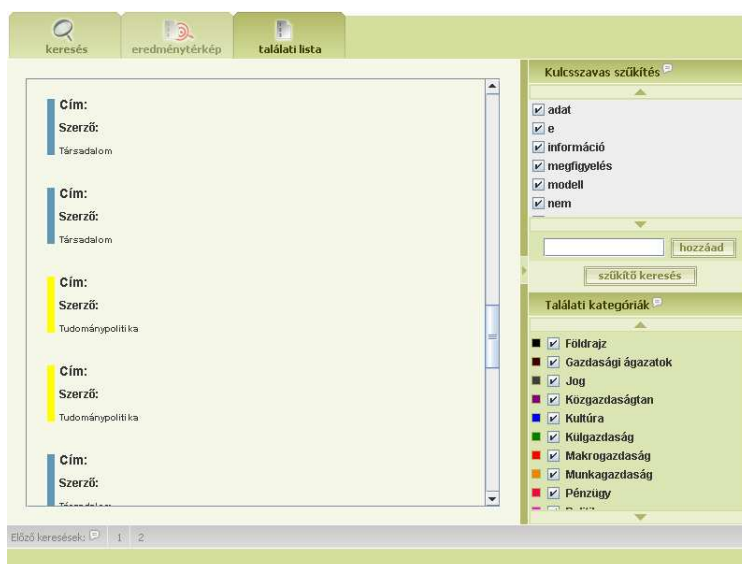 keresés
eredménytérkép
találati lista
Cím:
Szerző:
Társadalom
Cím:
Szerző:
Társadalom
Cím:
Szerző:
Tudománypolitika
Cím:
Szerző:
Tudománypolitika
Cím:
Szerző:
Kulcsszavas szűkítés
adat
e
információ
megfigyelés
modell
nem
hozzáad
szűkítő keresés
Találati kategóriák
Földrajz
Gazdasági ágazatok
Jog
Közgazdaságtan
Kultúra
Külgazdaság
Makrogazdaság
Munkagazdaság
Pénzügy
Előző keresések: 1 2